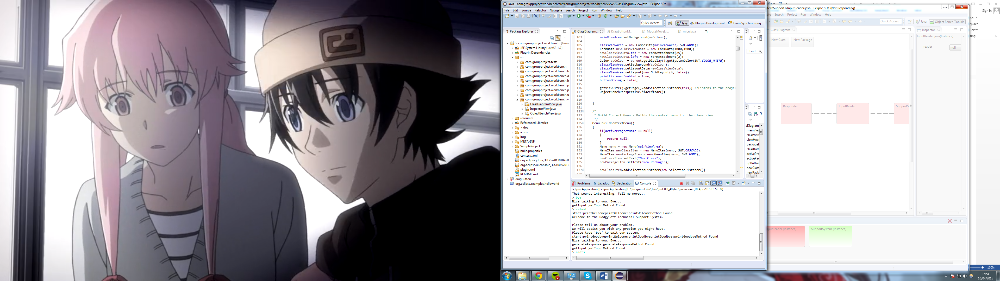 Java - com.groupproject.workbench/src/com/groupproject/workbench/views/ClassDiagramView.java - Eclipse SDK
File Edit Source Refactor Navigate Search Project Run Window Help
Quick Access Java Plug-in Development Team Synchronizing
Package Explorer
com.groupproject.workbench [Grou
JRE System Library [JavaSE-1.7]
Plug-in Dependencies
src
com.groupproject.tests
com.groupproject.workbench
com.groupproject.workbench.b
com.groupproject.workbench.d
com.groupproject.workbench.h
com.groupproject.workbench.p
com.groupproject.workbench.p
com.groupproject.workbench.u
com.groupproject.workbench.v
ClassDiagramView.java
InspectorView.java
ObjectBenchView.java
resources
Referenced Libraries
> doc
icons
img
META-INF
SampleProject
build.properties
contexts.xml
org.eclipse.jdt.ui_3.8.2.v20130107-16
org.eclipse.ui.console_3.5.100.v2012
plugin.xml
README.md
dragButton
org.eclipse.examples.helloworld
ClassDiagram... DragButtonM... MouseMoveLi... mice.java
103 mainViewArea.setBackground(maColour);
104
105 classViewArea = new Composite(mainViewArea, SWT.NONE);
106 FormData newClassViewData = new FormData(1000,1000);
107 newClassViewData.top = new FormAttachment(25);
108 newClassViewData.left = new FormAttachment(2);
109 Color cvColour = parent.getDisplay().getSystemColor(SWT.COLOR_WHITE);
110 classViewArea.setBackground(cvColour);
111 classViewArea.setLayoutData(newClassViewData);
112 classViewArea.setLayout(new GridLayout(4, false));
113 paintListenerEnabled = true;
114 buttonMoving = false;
115
116 getViewSite().getPage().addSelectionListener(this); //Listens to the projec
117 ObjectBenchPerspective.hideEditor();
118
119
120 }
121
122 /*
123 * Build Context Menu - Builds the context menu for the class view.
124 */
125 Menu buildContextMenu()
126 {
127 if(activeProjectName == null)
128 {
129 return null;
130 }
131 Menu menu = new Menu(mainViewArea);
132 MenuItem newClassItem = new MenuItem(menu, SWT.CASCADE);
133 MenuItem newPackageItem = new MenuItem(menu, SWT.NONE);
134 newClassItem.setText("New Class");
135 newPackageItem.setText("New Package");
136
137 newClassItem.addSelectionListener(new SelectionListener(){
Find
sDiagram
mainView
classView
viewHead
packageB
classButt
activePro
activePac
upButton
newClass
newPack
Problems Javadoc Declaration Console
Eclipse Application [Eclipse Application] C:\Program Files\Java\jre1.8.0_40\bin\javaw.exe (10 Apr 2015 15:55:39)
That sounds interesting. Tell me more...
> bye
Nice talking to you. Bye...
getInput:getInputMethod Found
> safasf
start:printWelcomeprintWelcome:printWelcomeMethod Found
Welcome to the DodgySoft Technical Support System.
Please tell us about your problem.
We will assist you with any problem you might have.
Please type 'bye' to exit our system.
start:printGoodbyeprintWelcome:printGoodbyeprintGoodbye:printGoodbyeMethod Found
Nice talking to you. Bye...
generateResponse:generateResponseMethod Found
getInput:getInputMethod Found
> asdfs
techSupport1/InputReader.java - Eclipse SDK (Not Responding)
Search Project Run Window Help
Quick Access Java Object Bench Toolkit
Class Diagram
New Class New Package
Inspector
InputReader.java(Instance)
reader null
Responder InputReader SupportS
putReader (Instance) SupportSystem (Instance)
Sign in
eplace
elect
100%
16:54
10/04/2015